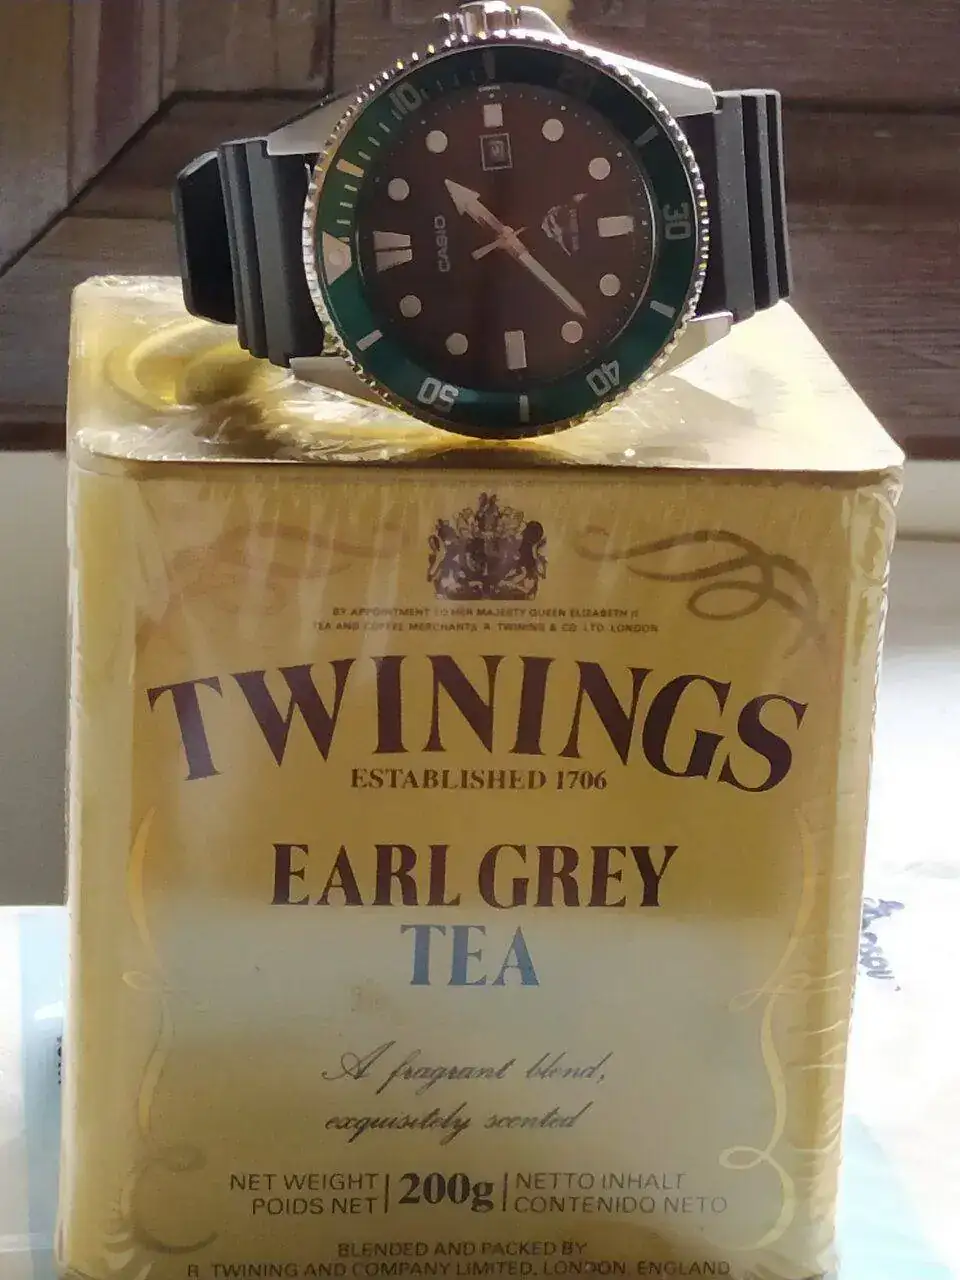 10
30
CASIO
50
40
BY APPOINTMENT TO HER MAJESTY QUEEN ELIZABETH II
TEA AND COFFEE MERCHANTS R. TWINING & CO. LTD. LONDON
TWININGS
ESTABLISHED 1706
EARL GREY
TEA
A fragrant blend,
exquisitely scented
NET WEIGHT | 200g | NETTO INHALT
POIDS NET | CONTENIDO NETO
BLENDED AND PACKED BY
R. TWINING AND COMPANY LIMITED, LONDON, ENGLAND